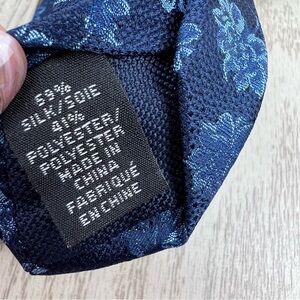 59%
SILK/SOIE
41%
POLYESTER/
POLYESTER
MADE IN
CHINA
FABRIQUÉ
EN CHINE